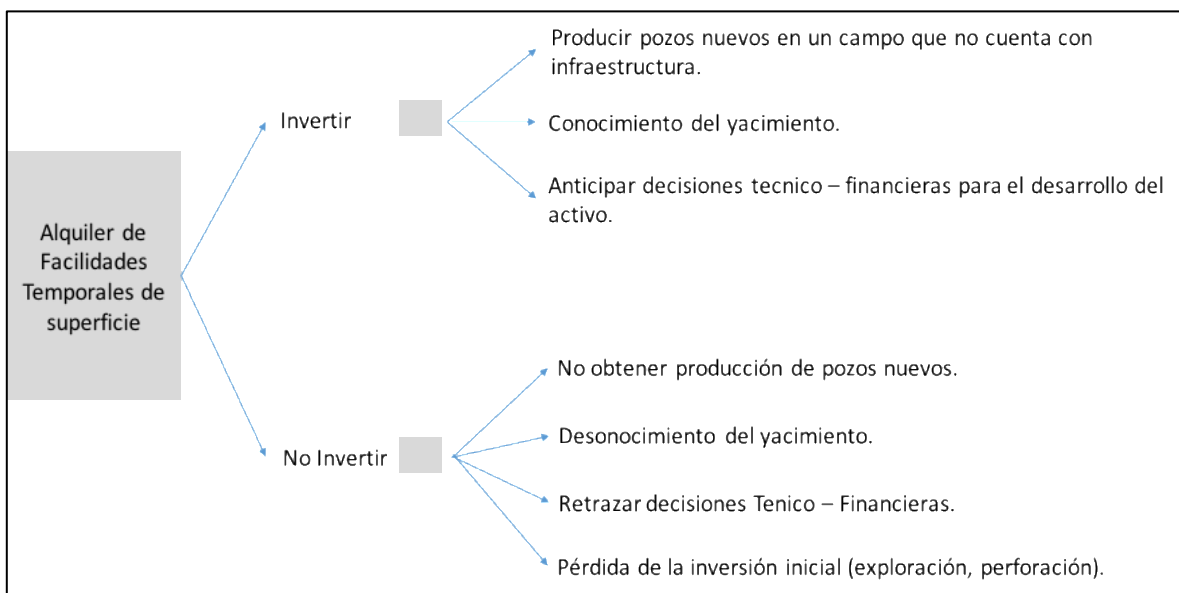 Alquiler de
Facilidades
Temporales de
superficie
Invertir
Producir pozos nuevos en un campo que no cuenta con
infraestructura.
Conocimiento del yacimiento.
Anticipar decisiones tecnico – financieras para el desarrollo del
activo.
No Invertir
No obtener producción de pozos nuevos.
Desonocimiento del yacimiento.
Retrazar decisiones Tenico – Financieras.
Pérdida de la inversión inicial (exploración, perforación).